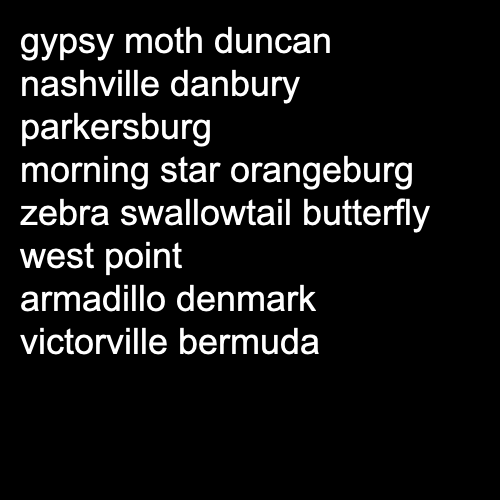 gypsy moth duncan
nashville danbury
parkersburg
morning star orangeburg
zebra swallowtail butterfly
west point
armadillo denmark
victorville bermuda